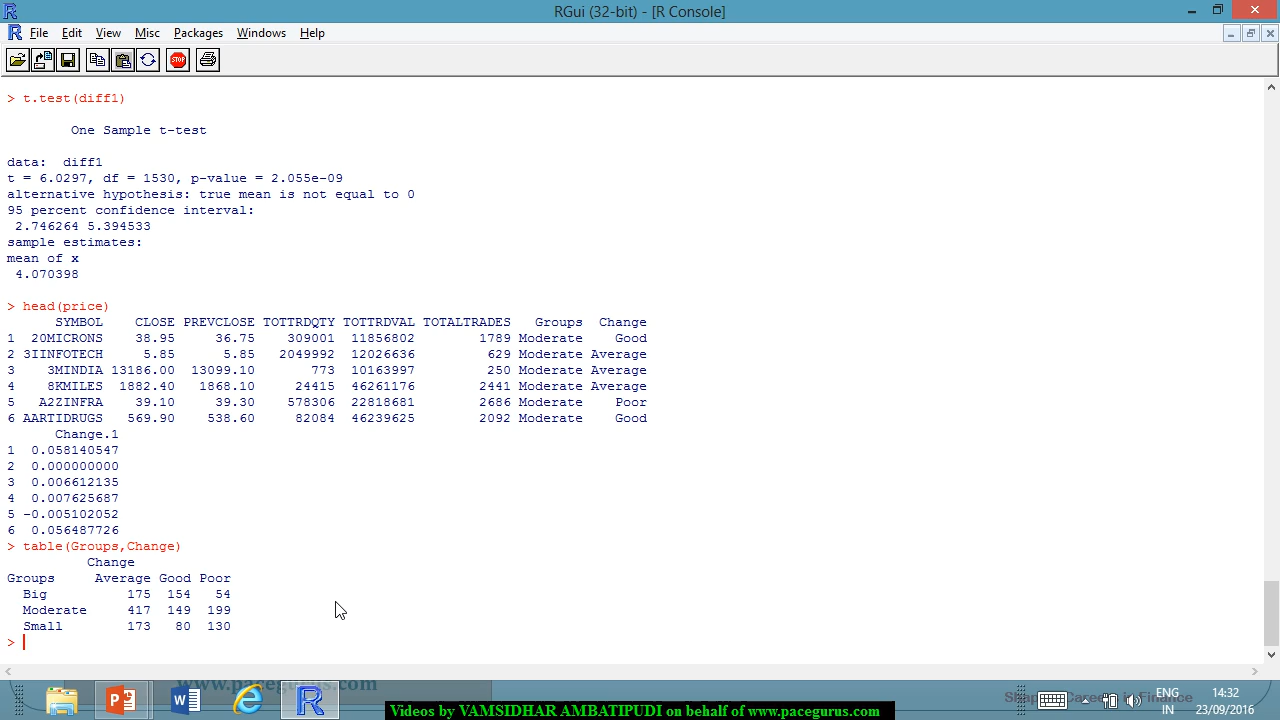 RGui (32-bit) - [R Console]
File Edit View Misc Packages Windows Help
STOP
> t.test(diff1)
One Sample t-test
data:  diff1
t = 6.0297, df = 1530, p-value = 2.055e-09
alternative hypothesis: true mean is not equal to 0
95 percent confidence interval:
2.746264 5.394533
sample estimates:
mean of x
4.070398
> head(price)
SYMBOL CLOSE PREVCLOSE TOTTRDQTY TOTTRDVAL TOTALTRADES Groups Change
1 20MICRONS 38.95 36.75 309001 11856802 1789 Moderate Good
2 3IINFOTECH 5.85 5.85 2049992 12026636 629 Moderate Average
3 3MINDIA 13186.00 13099.10 773 10163997 250 Moderate Average
4 8KMILES 1882.40 1868.10 24415 46261176 2441 Moderate Average
5 A2ZINFRA 39.10 39.30 578306 22818681 2686 Moderate Poor
6 AARTIDRUGS 569.90 538.60 82084 46239625 2092 Moderate Good
Change.1
1 0.058140547
2 0.000000000
3 0.006612135
4 0.007625687
5 -0.005102052
6 0.056487726
> table(Groups,Change)
Change
Groups Average Good Poor
Big 175 154 54
Moderate 417 149 199
Small 173 80 130
>
www.pacegurus.com
ENG
IN
14:32
23/09/2016
Videos by VAMSIDHAR AMBATIPUDI on behalf of www.pacegurus.com